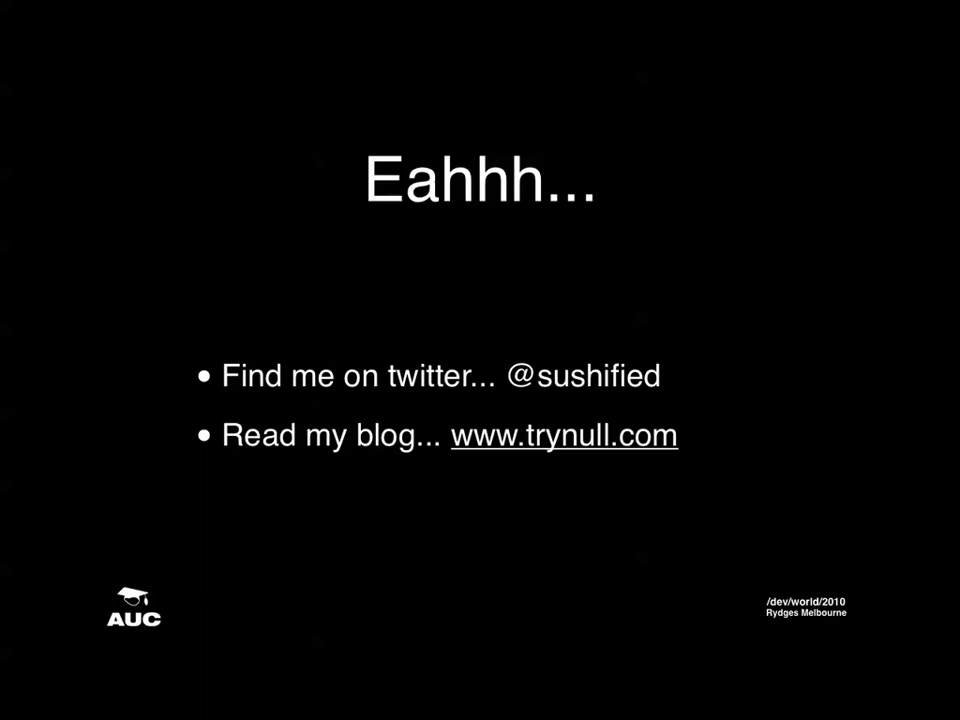 Eahhh...
• Find me on twitter... @sushified
• Read my blog... www.trynull.com
AUC
/dev/world/2010
Rydges Melbourne